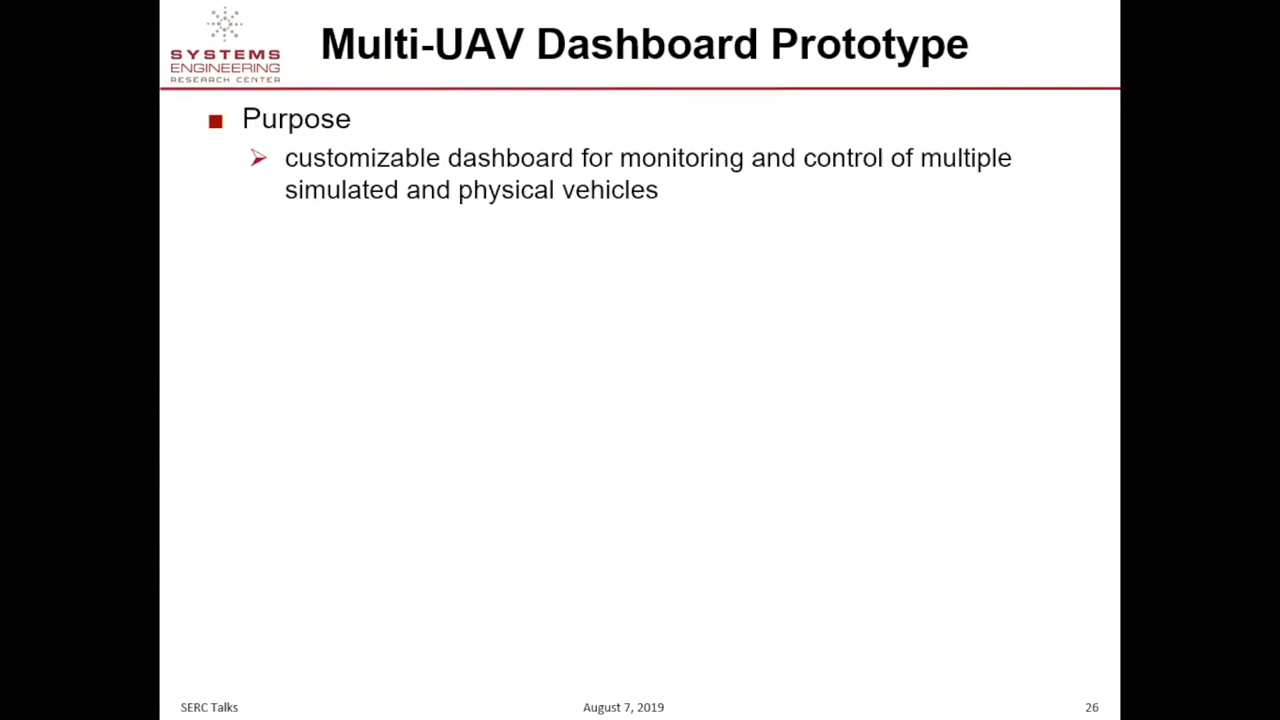 SYSTEMS
ENGINEERING
RESEARCH CENTER
Multi-UAV Dashboard Prototype
Purpose
customizable dashboard for monitoring and control of multiple
simulated and physical vehicles
SERC Talks
August 7, 2019
26